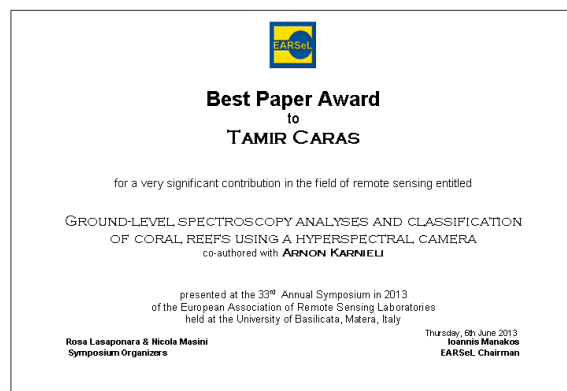 EARSeL
Best Paper Award
to
TAMIR CARAS
for a very significant contribution in the field of remote sensing entitled
GROUND-LEVEL SPECTROSCOPY ANALYSES AND CLASSIFICATION
OF CORAL REEFS USING A HYPERSPECTRAL CAMERA
co-authored with ARNON KARNIELI
presented at the 33rd Annual Symposium in 2013
of the European Association of Remote Sensing Laboratories
held at the University of Basilicata, Matera, Italy
Thursday, 6th June 2013
Rosa Lasaponara & Nicola Masini
Ioannis Manakos
Symposium Organizers
EARSeL Chairman